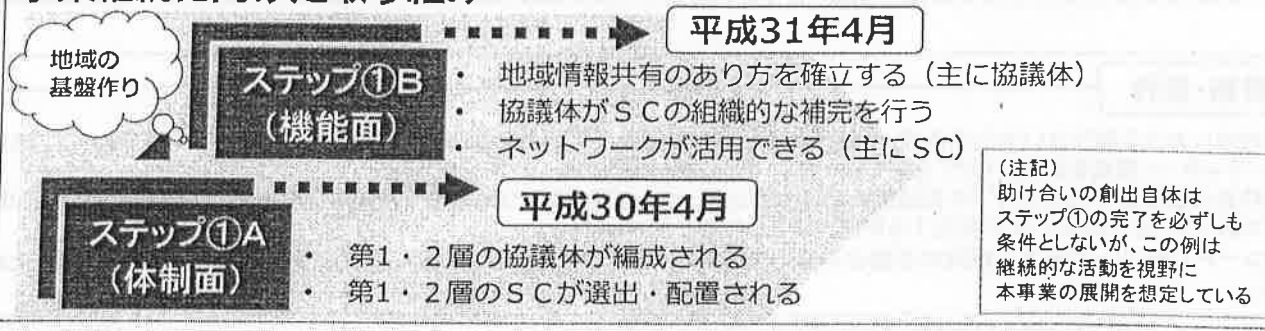 平成31年4月
地域の
基盤作り
ステップ①B
(機能面)
・ 地域情報共有のあり方を確立する（主に協議体）
・ 協議体がＳＣの組織的な補完を行う
・ ネットワークが活用できる（主にＳＣ）
平成30年4月
ステップ①A
(体制面)
・ 第1・2層の協議体が編成される
・ 第1・2層のＳＣが選出・配置される
(注記)
助け合いの創出自体は
ステップ①の完了を必ずしも
条件としないが、この例は
継続的な活動を視野に
本事業の展開を想定している